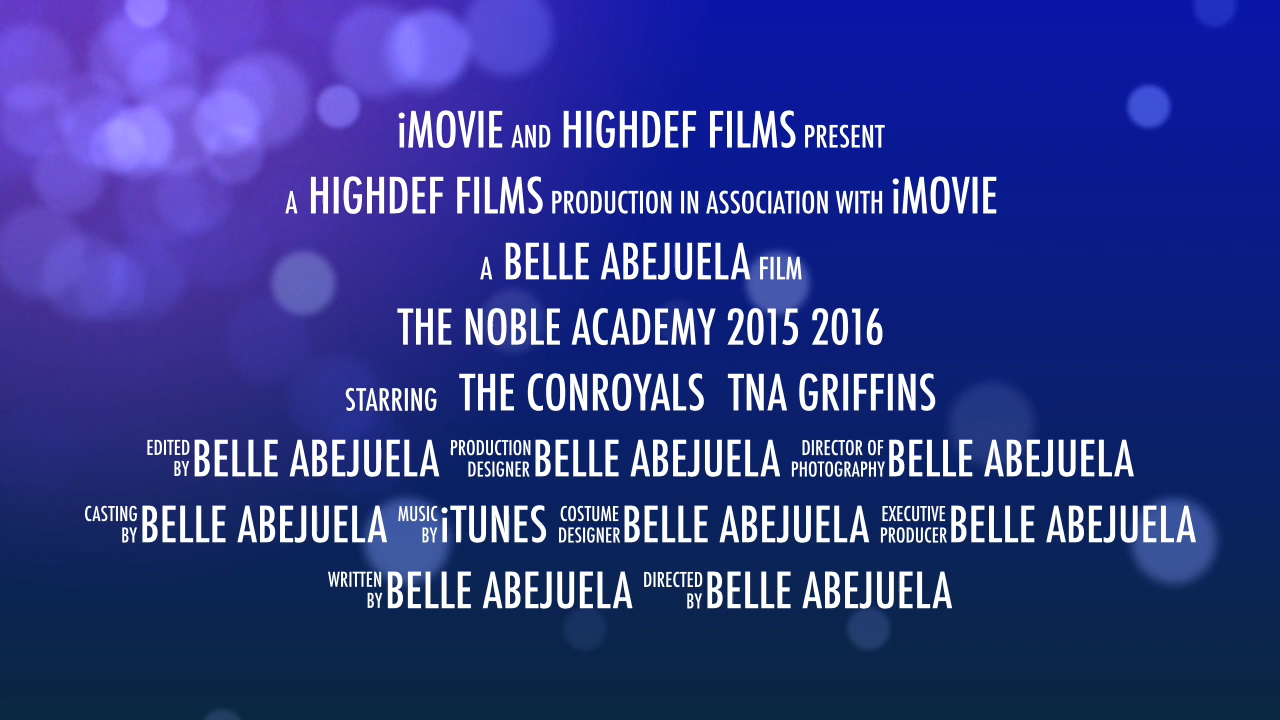 iMOVIE AND HIGHDEF FILMS PRESENT
A HIGHDEF FILMS PRODUCTION IN ASSOCIATION WITH iMOVIE
A BELLE ABEJUELA FILM
THE NOBLE ACADEMY 2015 2016
STARRING THE CONROYALS TNA GRIFFINS
EDITED BY BELLE ABEJUELA PRODUCTION DESIGNER BELLE ABEJUELA DIRECTOR OF PHOTOGRAPHY BELLE ABEJUELA
CASTING BY BELLE ABEJUELA MUSIC BY iTUNES COSTUME DESIGNER BELLE ABEJUELA EXECUTIVE PRODUCER BELLE ABEJUELA
WRITTEN BY BELLE ABEJUELA DIRECTED BY BELLE ABEJUELA